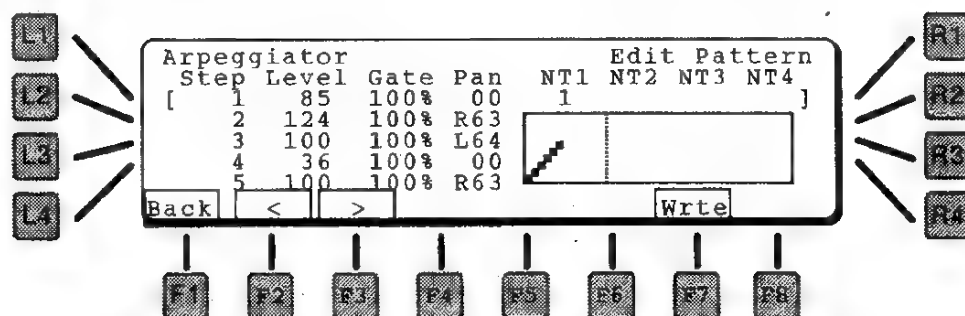 L1
L2
L3
L4
Arpeggiator Edit Pattern
Step Level Gate Pan NT1 NT2 NT3 NT4
[ 1 85 100% 00 1 ]
2 124 100% R63
3 100 100% L64
4 36 100% 00
5 100 100% R63
Back < > Wrte
R1
R2
R3
R4
F1 F2 F3 F4 F5 F6 F7 F8